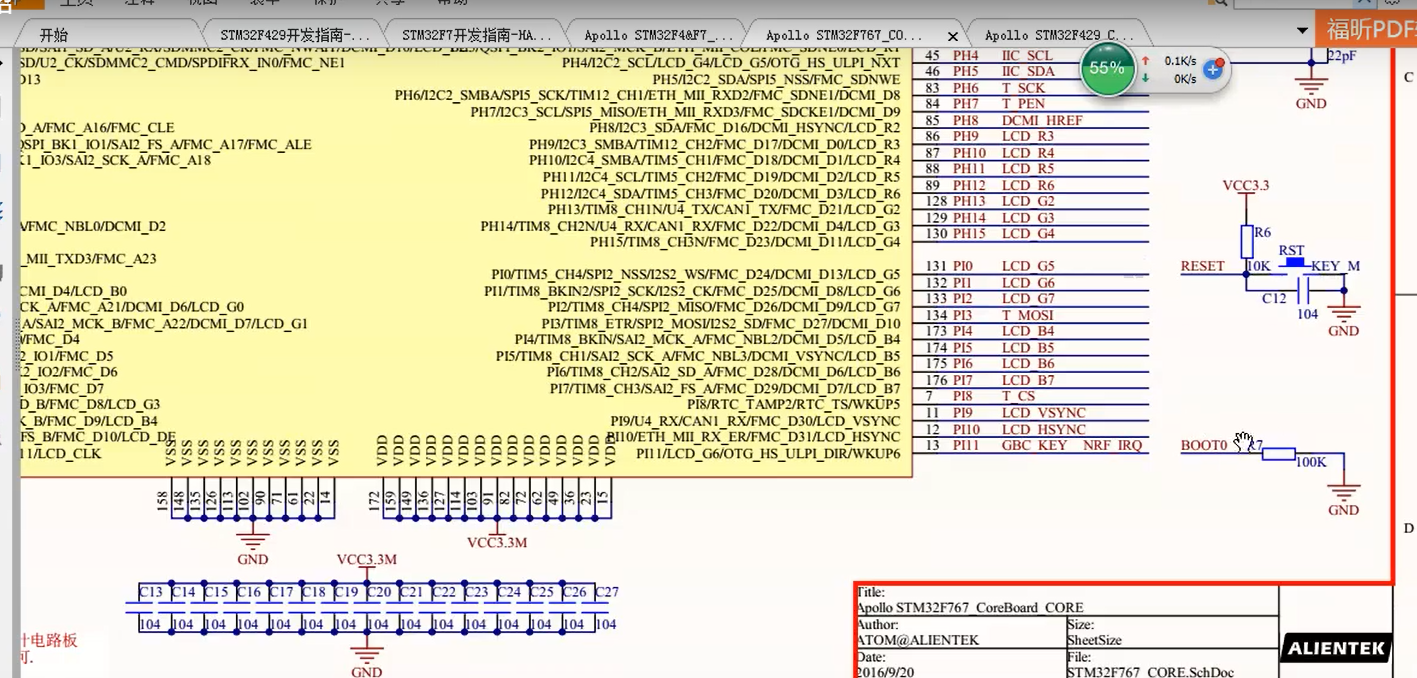 开始
STM32F429开发指南-...
STM32F7开发指南-HA...
Apollo STM32F4&F7_...
Apollo STM32F767_CO...
Apollo STM32F429_C...
福昕PDF
55%
0.1K/s
0K/s
SD/U2_CK/SDMMC2_CMD/SPDIFRX_IN0/FMC_NE1
D13
D_A/FMC_A16/FMC_CLE
QSPI_BK1_IO1/SAI2_FS_A/FMC_A17/FMC_ALE
K1_IO3/SAI2_SCK_A/FMC_A18
/FMC_NBL0/DCMI_D2
_MII_TXD3/FMC_A23
CMI_D4/LCD_B0
CK_A/FMC_A21/DCMI_D6/LCD_G0
A/SAI2_MCK_B/FMC_A22/DCMI_D7/LCD_G1
/FMC_D4
2_IO1/FMC_D5
2_IO2/FMC_D6
IO3/FMC_D7
D_B/FMC_D8/LCD_G3
K_B/FMC_D9/LCD_B4
FS_B/FMC_D10/LCD_DE
11/LCD_CLK
PH4/I2C2_SCL/LCD_G4/LCD_G5/OTG_HS_ULPI_NXT
PH5/I2C2_SDA/SPI5_NSS/FMC_SDNWE
PH6/I2C2_SMBA/SPI5_SCK/TIM12_CH1/ETH_MII_RXD2/FMC_SDNE1/DCMI_D8
PH7/I2C3_SCL/SPI5_MISO/ETH_MII_RXD3/FMC_SDCKE1/DCMI_D9
PH8/I2C3_SDA/FMC_D16/DCMI_HSYNC/LCD_R2
PH9/I2C3_SMBA/TIM12_CH2/FMC_D17/DCMI_D0/LCD_R3
PH10/I2C4_SMBA/TIM5_CH1/FMC_D18/DCMI_D1/LCD_R4
PH11/I2C4_SCL/TIM5_CH2/FMC_D19/DCMI_D2/LCD_R5
PH12/I2C4_SDA/TIM5_CH3/FMC_D20/DCMI_D3/LCD_R6
PH13/TIM8_CH1N/U4_TX/CAN1_TX/FMC_D21/LCD_G2
PH14/TIM8_CH2N/U4_RX/CAN1_RX/FMC_D22/DCMI_D4/LCD_G3
PH15/TIM8_CH3N/FMC_D23/DCMI_D11/LCD_G4
PI0/TIM5_CH4/SPI2_NSS/I2S2_WS/FMC_D24/DCMI_D13/LCD_G5
PI1/TIM8_BKIN2/SPI2_SCK/I2S2_CK/FMC_D25/DCMI_D8/LCD_G6
PI2/TIM8_CH4/SPI2_MISO/FMC_D26/DCMI_D9/LCD_G7
PI3/TIM8_ETR/SPI2_MOSI/I2S2_SD/FMC_D27/DCMI_D10
PI4/TIM8_BKIN/SAI2_MCK_A/FMC_NBL2/DCMI_D5/LCD_B4
PI5/TIM8_CH1/SAI2_SCK_A/FMC_NBL3/DCMI_VSYNC/LCD_B5
PI6/TIM8_CH2/SAI2_SD_A/FMC_D28/DCMI_D6/LCD_B6
PI7/TIM8_CH3/SAI2_FS_A/FMC_D29/DCMI_D7/LCD_B7
PI8/RTC_TAMP2/RTC_TS/WKUP5
PI9/U4_RX/CAN1_RX/FMC_D30/LCD_VSYNC
PI10/ETH_MII_RX_ER/FMC_D31/LCD_HSYNC
PI11/LCD_G6/OTG_HS_ULPI_DIR/WKUP6
45 PH4 IIC_SCL
46 PH5 IIC_SDA
83 PH6 T_SCK
84 PH7 T_PEN
85 PH8 DCMI_HREF
86 PH9 LCD_R3
87 PH10 LCD_R4
88 PH11 LCD_R5
89 PH12 LCD_R6
128 PH13 LCD_G2
129 PH14 LCD_G3
130 PH15 LCD_G4
131 PI0 LCD_G5
132 PI1 LCD_G6
133 PI2 LCD_G7
134 PI3 T_MOSI
173 PI4 LCD_B4
174 PI5 LCD_B5
175 PI6 LCD_B6
176 PI7 LCD_B7
7 PI8 T_CS
11 PI9 LCD_VSYNC
12 PI10 LCD_HSYNC
13 PI11 GBC_KEY NRF_IRQ
22pF
GND
C
VCC3.3
R6
RST
RESET 10K KEY_M
C12
104
GND
BOOT0
100K
GND
D
VSS VSS VSS VSS VSS VSS VSS VSS VSS VSS VSS
VDD VDD VDD VDD VDD VDD VDD VDD VDD VDD VDD VDD VDD VDD VDD
158 148 135 126 113 102 90 71 61 22 14
172 159 149 136 127 114 103 91 82 72 62 49 36 23 15
GND
VCC3.3M
VCC3.3M
C13 C14 C15 C16 C17 C18 C19 C20 C21 C22 C23 C24 C25 C26 C27
104 104 104 104 104 104 104 104 104 104 104 104 104 104 104
GND
电路板
可.
Title:
Apollo STM32F767_CoreBoard_CORE
Author:
ATOM@ALIENTEK
Size:
SheetSize
Date:
2016/9/20
File:
STM32F767_CORE.SchDoc
ALIENTEK